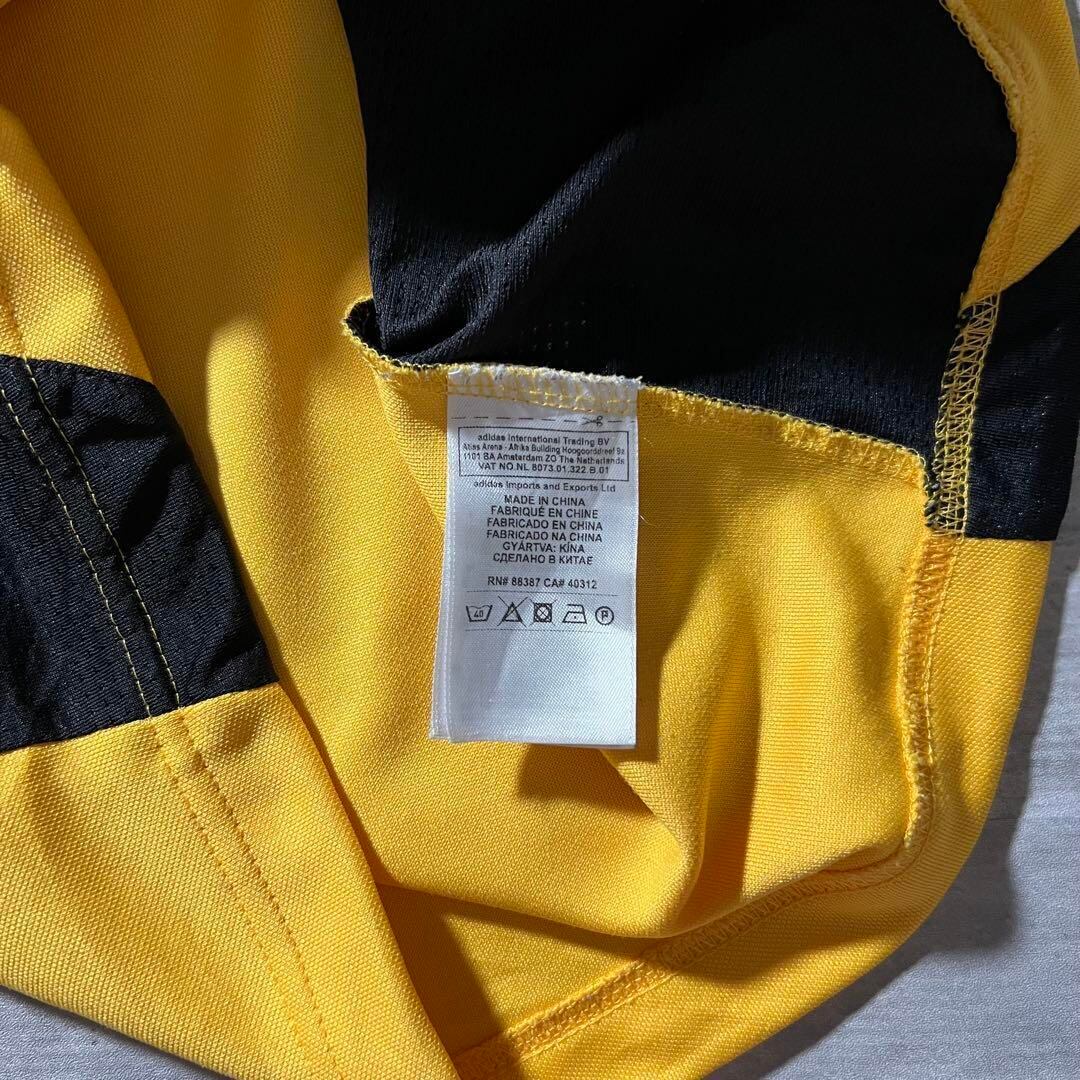 adidas International Trading BV
Atlas Arena - Afrika Building Hoogoorddreef 9a
1101 BA Amsterdam ZO The Netherlands
VAT NO.NL 8073.01.322.B.01
adidas Imports and Exports Ltd
MADE IN CHINA
FABRIQUÉ EN CHINE
FABRICADO EN CHINA
FABRICADO NA CHINA
GYÁRTVA: KÍNA
СДЕЛАНО В КИТАЕ
RN# 88387 CA# 40312
40 P